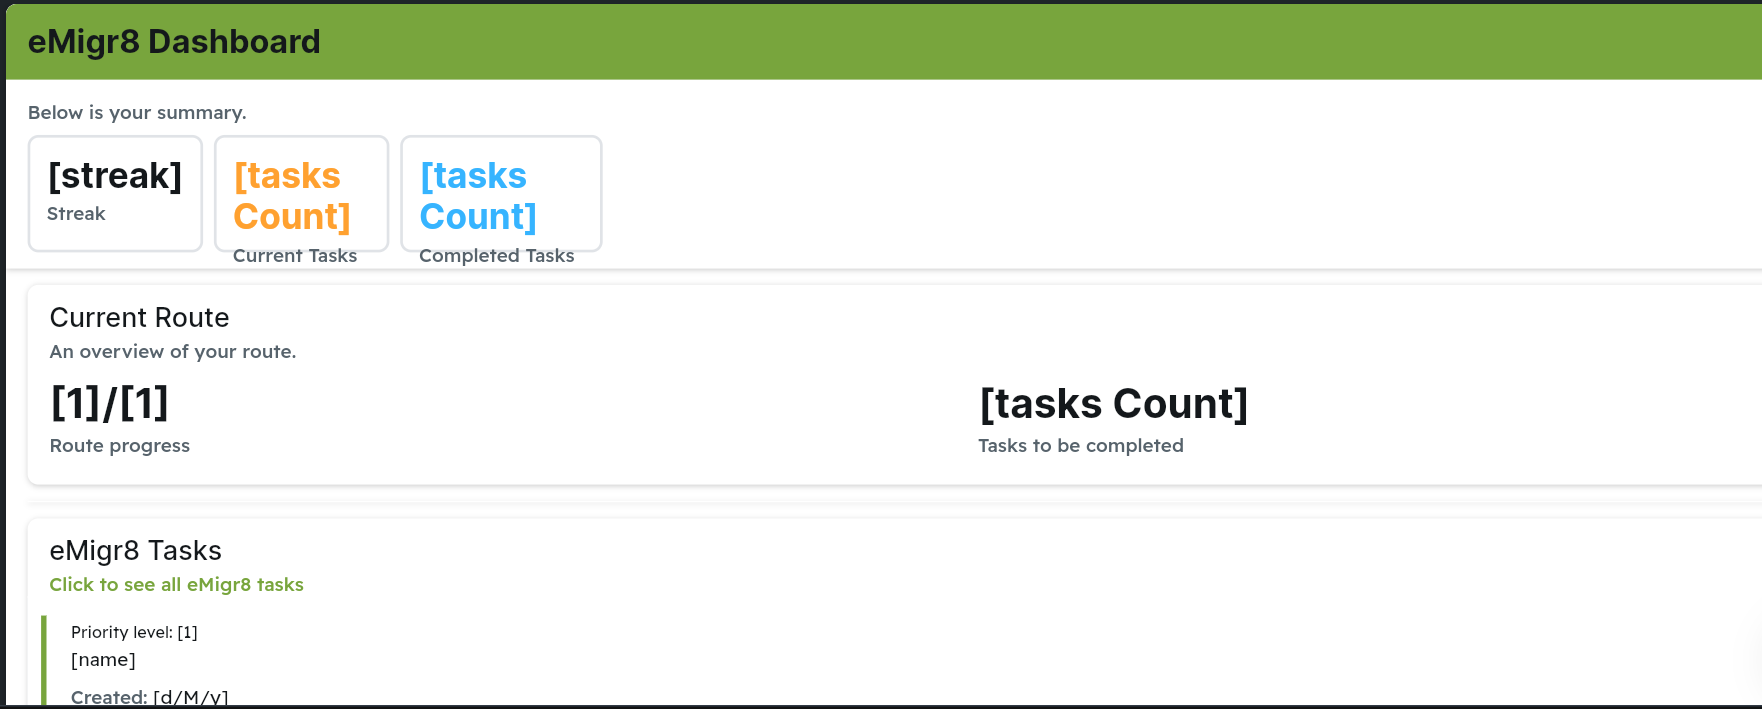 eMigr8 Dashboard
Below is your summary.
[streak]
Streak
[tasks
Count]
Current Tasks
[tasks
Count]
Completed Tasks
Current Route
An overview of your route.
[1]/[1]
Route progress
[tasks Count]
Tasks to be completed
eMigr8 Tasks
Click to see all eMigr8 tasks
Priority level: [1]
[name]
Created: [d/M/y]